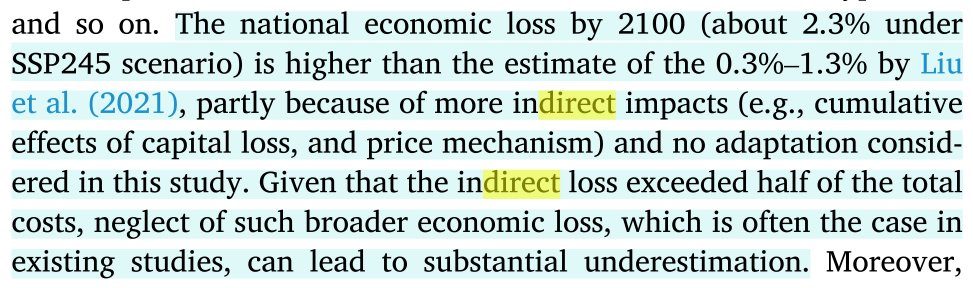 and so on. The national economic loss by 2100 (about 2.3% under
SSP245 scenario) is higher than the estimate of the 0.3%–1.3% by Liu
et al. (2021), partly because of more indirect impacts (e.g., cumulative
effects of capital loss, and price mechanism) and no adaptation consid-
ered in this study. Given that the indirect loss exceeded half of the total
costs, neglect of such broader economic loss, which is often the case in
existing studies, can lead to substantial underestimation. Moreover,